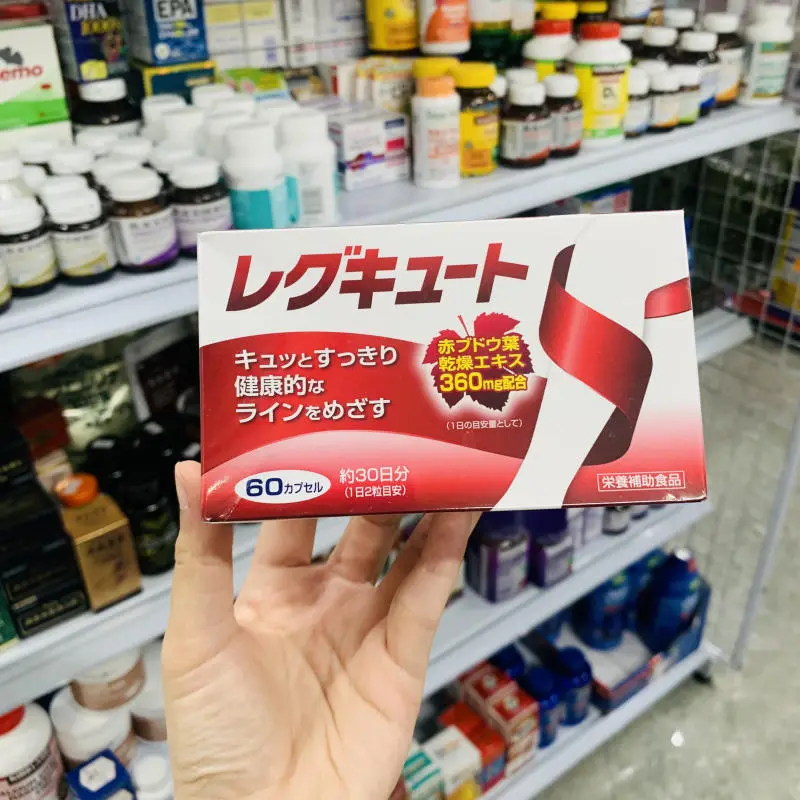 レグキュート
キュッとすっきり
健康的な
ラインをめざす
赤ブドウ葉
乾燥エキス
360mg配合
(1日の目安量として)
60カプセル
約30日分
(1日2粒目安)
栄養補助食品
DHA
EPA